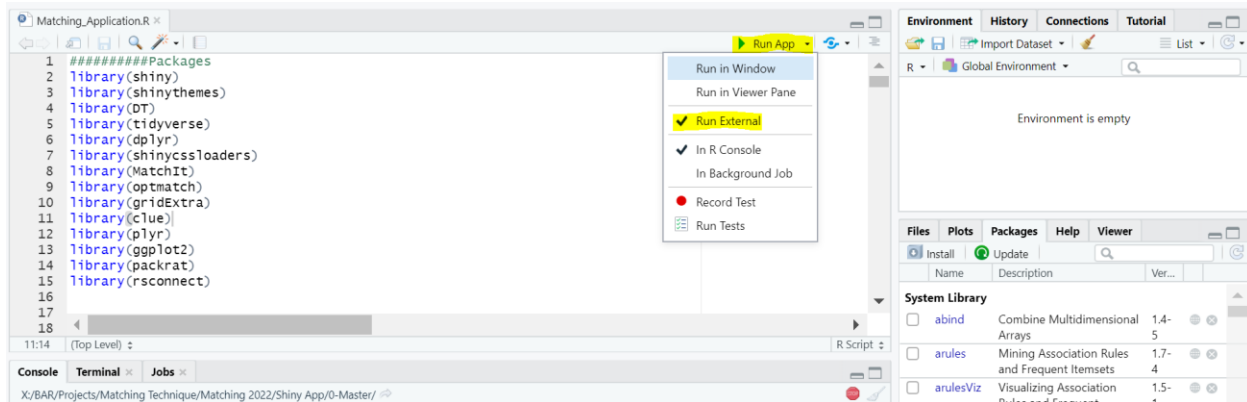 Matching_Application.R
Run App
1 ##########Packages
2 library(shiny)
3 library(shinythemes)
4 library(DT)
5 library(tidyverse)
6 library(dplyr)
7 library(shinycssloaders)
8 library(MatchIt)
9 library(optmatch)
10 library(gridExtra)
11 library(clue)
12 library(plyr)
13 library(ggplot2)
14 library(packrat)
15 library(rsconnect)
16
17
18
Run in Window
Run in Viewer Pane
Run External
In R Console
In Background Job
Record Test
Run Tests
11:14 (Top Level) R Script
Console Terminal Jobs
X:/BAR/Projects/Matching Technique/Matching 2022/Shiny App/0-Master/
Environment History Connections Tutorial
Import Dataset List
R Global Environment
Environment is empty
Files Plots Packages Help Viewer
Install Update
Name Description Ver...
System Library
abind Combine Multidimensional 1.4-
Arrays 5
arules Mining Association Rules 1.7-
and Frequent Itemsets 4
arulesViz Visualizing Association 1.5-